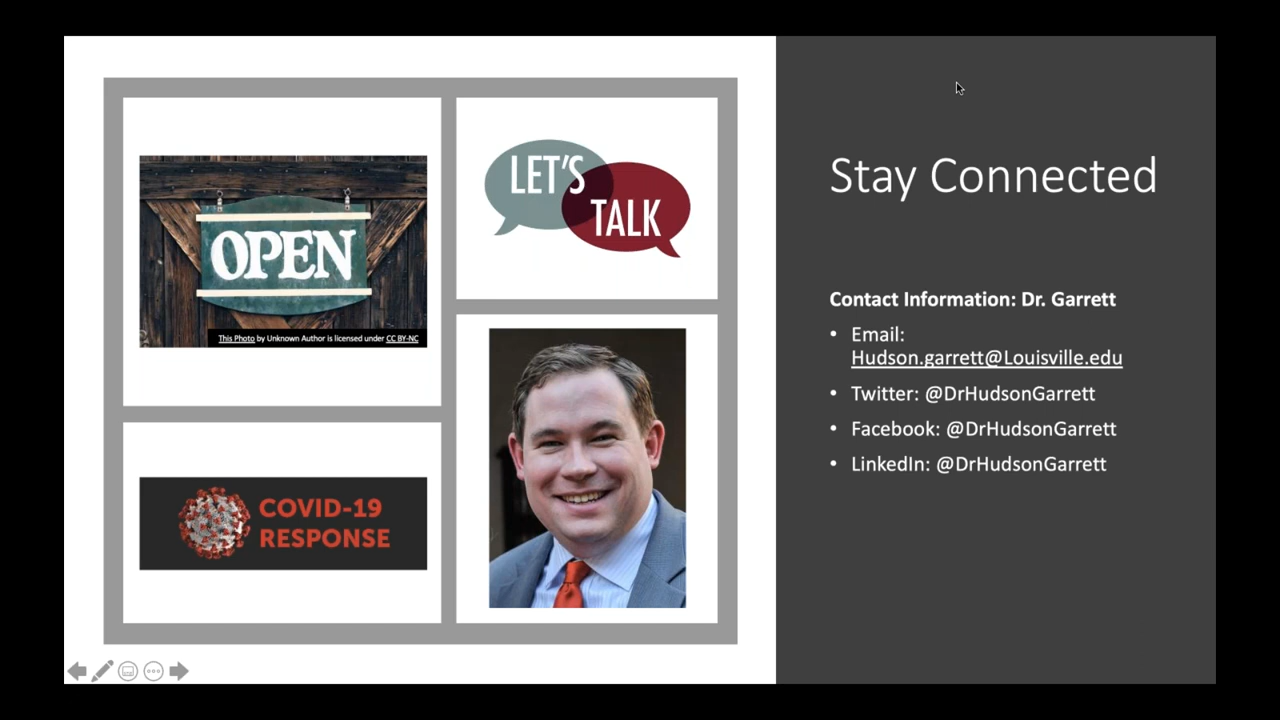 OPEN
This Photo by Unknown Author is licensed under CC BY-NC
LET'S
TALK
COVID-19
RESPONSE
Stay Connected
Contact Information: Dr. Garrett
• Email:
Hudson.garrett@Louisville.edu
• Twitter: @DrHudsonGarrett
• Facebook: @DrHudsonGarrett
• LinkedIn: @DrHudsonGarrett